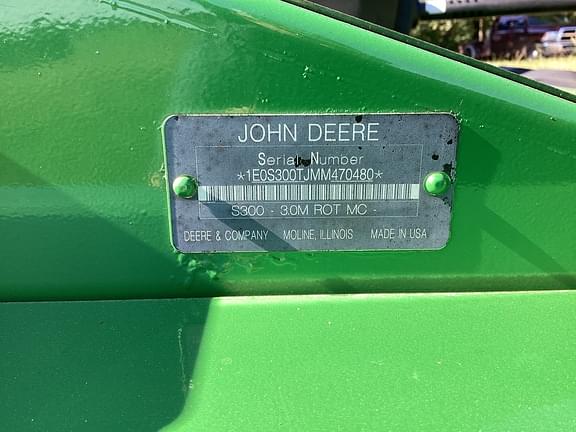 JOHN DEERE
Serial Number
*1E0S300TJMM470480*
S300 - 3.0M ROT MC -
DEERE & COMPANY MOLINE, ILLINOIS MADE IN USA